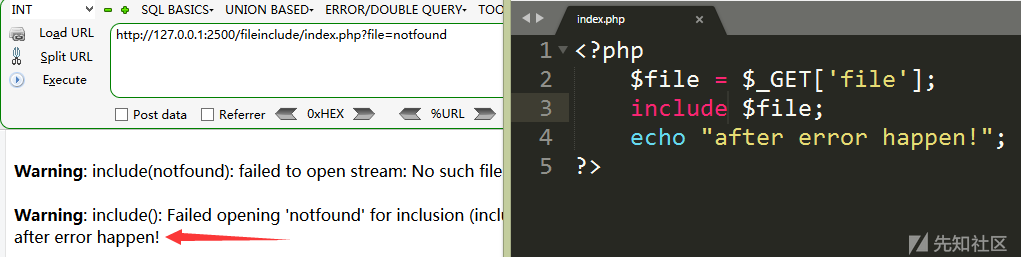 INT
SQL BASICS
UNION BASED
ERROR/DOUBLE QUERY
TOO
Load URL
Split URL
Execute
http://127.0.0.1:2500/fileinclude/index.php?file=notfound
Post data
Referrer
0xHEX
%URL
Warning: include(notfound): failed to open stream: No such file
Warning: include(): Failed opening 'notfound' for inclusion (inclu
after error happen!
index.php
1 <?php
2 $file = $_GET['file'];
3 include $file;
4 echo "after error happen!";
5 ?>
先知社区